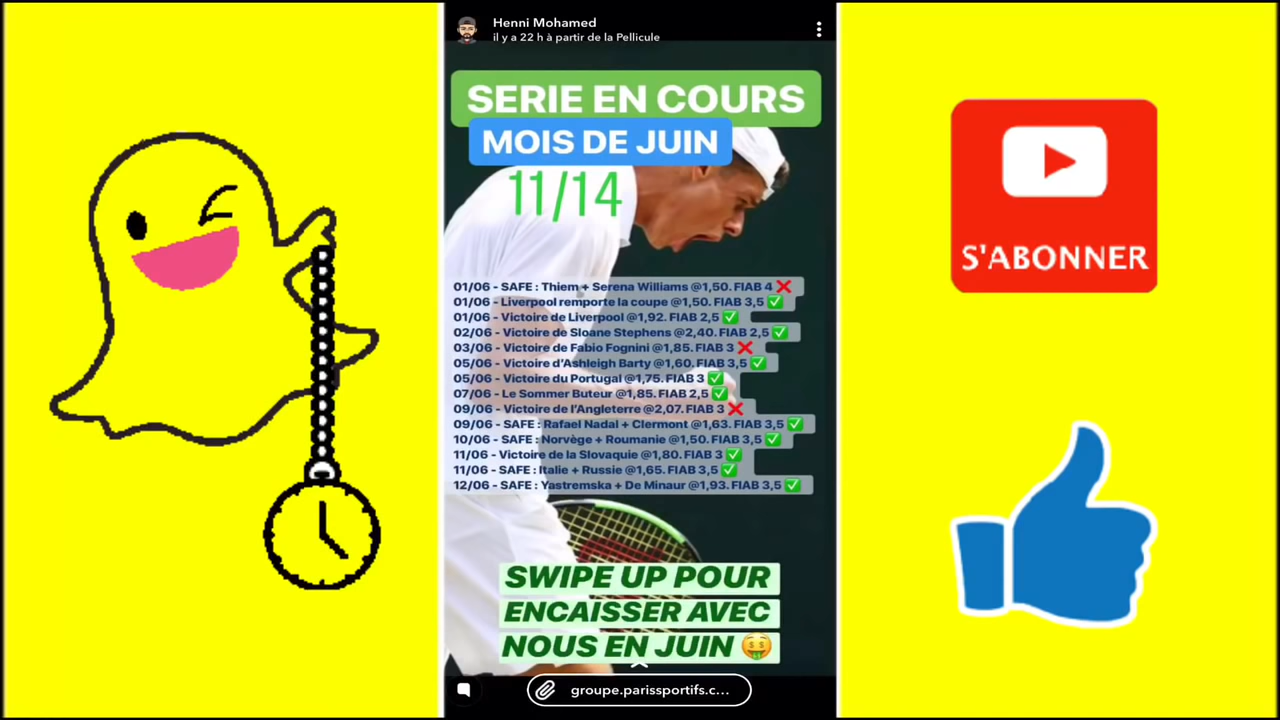 Henni Mohamed
il y a 22 h à partir de la Pellicule
SERIE EN COURS
MOIS DE JUIN
11/14
01/06 - SAFE : Thiem + Serena Williams @1,50. FIAB 4 ❌
01/06 - Liverpool remporte la coupe @1,50. FIAB 3,5 ✅
01/06 - Victoire de Liverpool @1,92. FIAB 2,5 ✅
02/06 - Victoire de Sloane Stephens @2,40. FIAB 2,5 ✅
03/06 - Victoire de Fabio Fognini @1,85. FIAB 3 ❌
05/06 - Victoire d'Ashleigh Barty @1,60. FIAB 3,5 ✅
05/06 - Victoire du Portugal @1,75. FIAB 3 ✅
07/06 - Le Sommer Buteur @1,85. FIAB 2,5 ✅
09/06 - Victoire de l'Angleterre @2,07. FIAB 3 ❌
09/06 - SAFE : Rafael Nadal + Clermont @1,63. FIAB 3,5 ✅
10/06 - SAFE : Norvège + Roumanie @1,50. FIAB 3,5 ✅
11/06 - Victoire de la Slovaquie @1,80. FIAB 3 ✅
11/06 - SAFE : Italie + Russie @1,65. FIAB 3,5 ✅
12/06 - SAFE : Yastremska + De Minaur @1,93. FIAB 3,5 ✅
SWIPE UP POUR
ENCAISSER AVEC
NOUS EN JUIN 🤑
groupe.parissportifs.c...
S'ABONNER